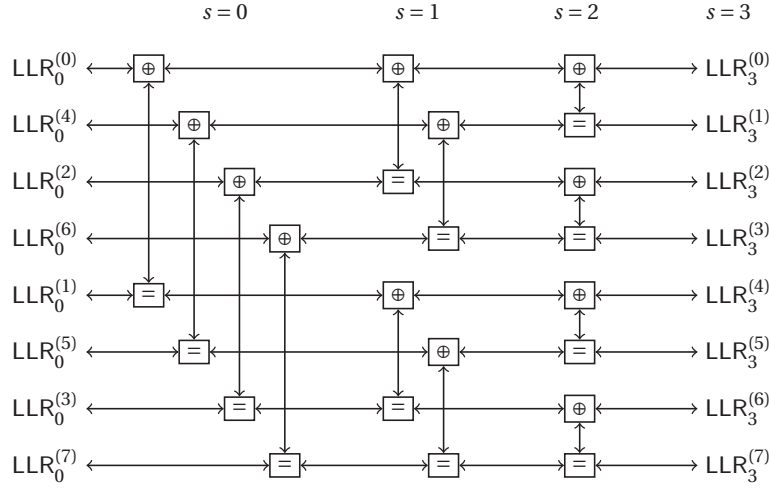 s = 0 s = 1 s = 2 s = 3
LLR_0^{(0)} ⊕ ⊕ ⊕ LLR_3^{(0)}
LLR_0^{(4)} ⊕ ⊕ = LLR_3^{(1)}
LLR_0^{(2)} ⊕ = ⊕ LLR_3^{(2)}
LLR_0^{(6)} ⊕ = = LLR_3^{(3)}
LLR_0^{(1)} = ⊕ ⊕ LLR_3^{(4)}
LLR_0^{(5)} = ⊕ = LLR_3^{(5)}
LLR_0^{(3)} = = ⊕ LLR_3^{(6)}
LLR_0^{(7)} = = = LLR_3^{(7)}